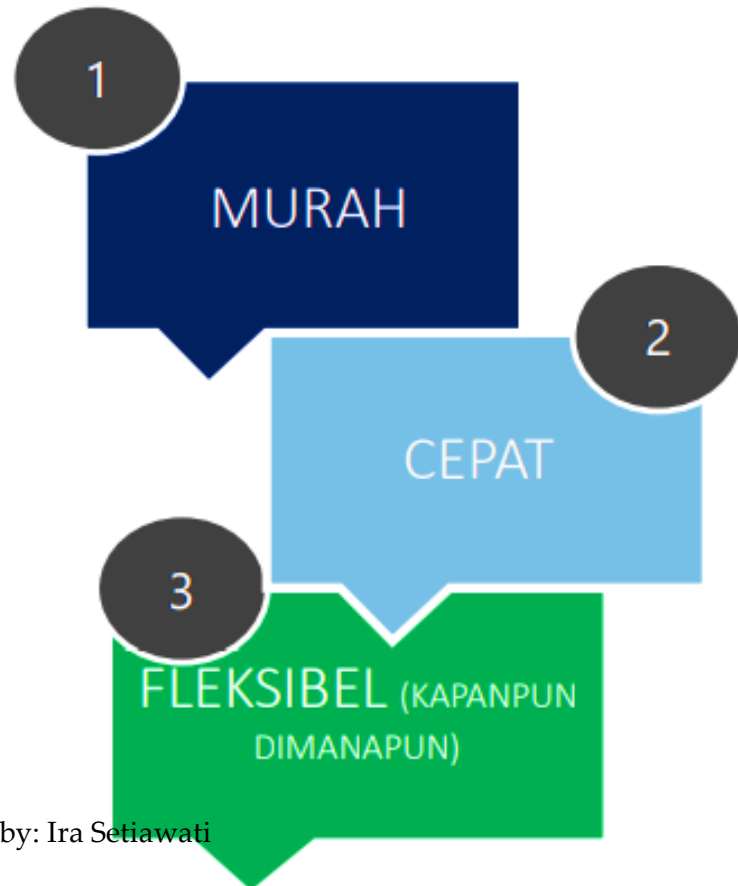 1
MURAH
2
CEPAT
3
FLEKSIBEL (KAPANPUN
DIMANAPUN)
by: Ira Setiawati